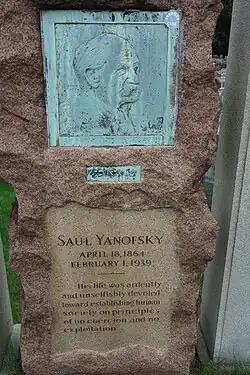 SAUL YANOFSKY
APRIL 18, 1864
FEBRUARY 1, 1939
His life was ardently
and unselfishly devoted
toward establishing human
society on principles
of no coercion and no
exploitation